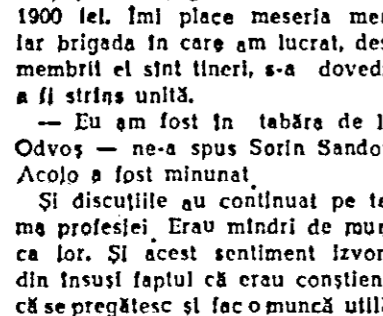 1900 lei. Îmi place meseria me
iar brigada în care am lucrat, de
membrii ei sînt tineri, s-a doved
a fi strîns unită.
— Eu am fost în tabăra de l
Odvoș — ne-a spus Sorin Sando
Acolo a fost minunat.
Și discuțiile au continuat pe te
ma profesiei. Erau mîndri de mun
ca lor. Și acest sentiment izvor
din însuși faptul că erau conștien
că se pregătesc și fac o muncă utilă